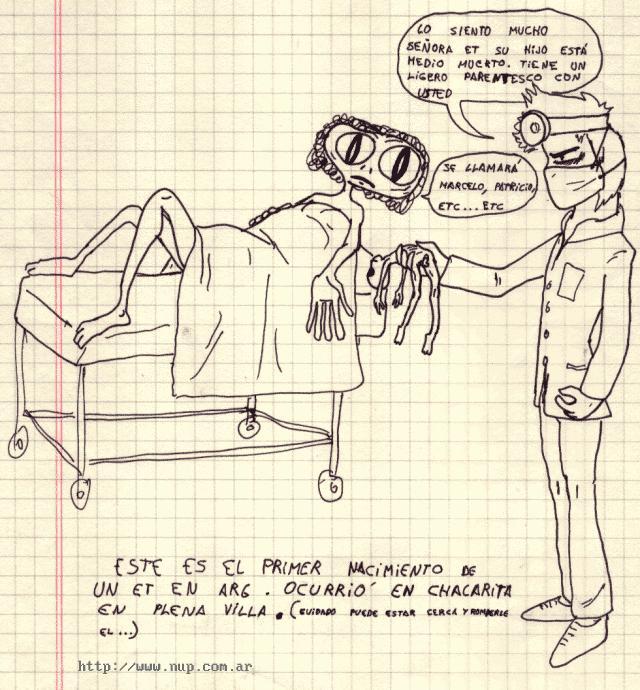 LO SIENTO MUCHO
SEÑORA ET SU HIJO ESTÁ
MEDIO MUERTO. TIENE UN
LIGERO PARENTESCO CON
USTED
SE LLAMARA
MARCELO, PATRICIO,
ETC...ETC
ESTE ES EL PRIMER NACIMIENTO DE
UN ET EN ARG. OCURRIÓ EN CHACARITA
EN PLENA VILLA. (CUIDADO PUEDE ESTAR CERCA Y ROMPERLE
EL...)
http://www.nup.com.ar